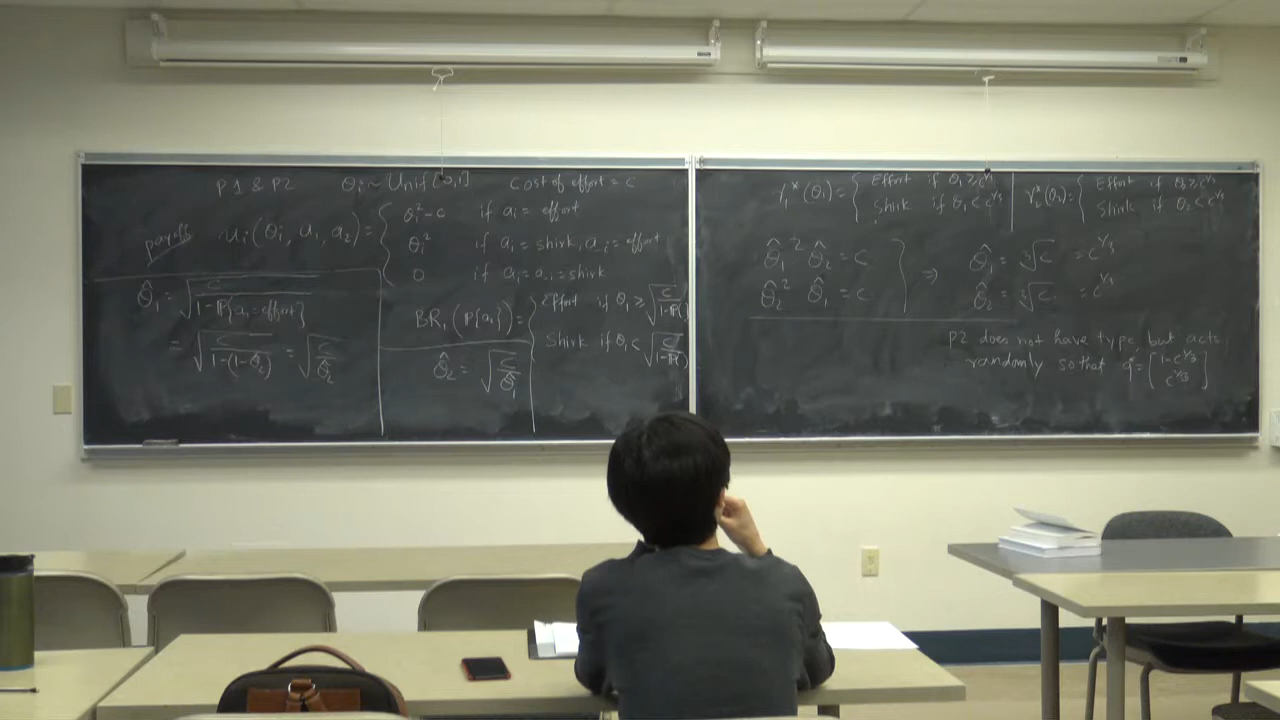 P1 & P2 θi ~ Unif[0,1] cost of effort = c
payoff ui(θi, a1, a2) = { θi² - c if ai = effort
θi² if ai = shirk, a-i = effort
0 if ai = a-i = shirk
θ̂1 = √(c / (1 - P{a2 = effort}))
= √(c / (1-(1-θ̂2))) = √(c / θ̂2)
BR1(P{a2}) = { Effort if θ1 ≥ √(c / (1-P{}))
Shirk if θ1 < √(c / (1-P{}))
θ̂2 = √(c / θ̂1)
γ1*(θ1) = { Effort if θ1 ≥ c^1/3
Shirk if θ1 < c^1/3
γ2*(θ2) = { Effort if θ2 ≥ c^1/3
Shirk if θ2 < c^1/3
θ̂1² θ̂2 = c } ⇒ θ̂1 = ∛c = c^1/3
θ̂2² θ̂1 = c θ̂2 = ∛c = c^1/3
P2 does not have type, but acts
randomly so that q' = [1-c^1/3
c^1/3]